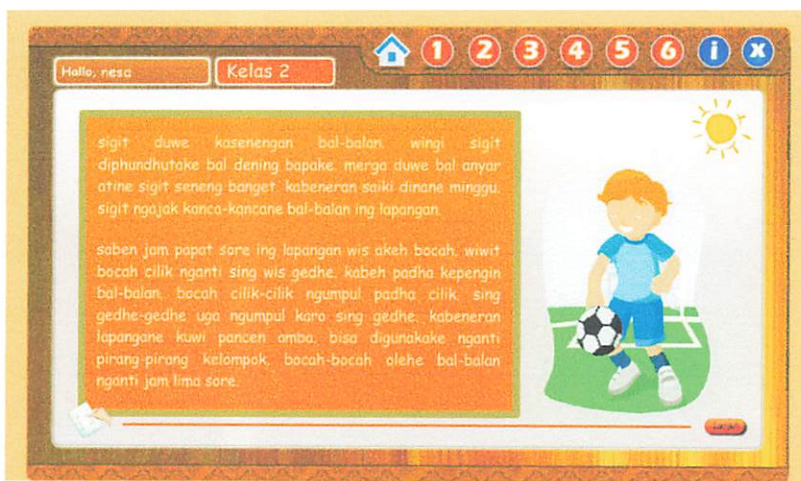 1 2 3 4 5 6 i X
Hallo, nesa
Kelas 2
sigit duwe kasenengan bal-balan. wingi sigit
diphundhutake bal dening bapake. merga duwe bal anyar
atine sigit seneng banget. kabeneran saiki dinane minggu,
sigit ngajak kanca-kancane bal-balan ing lapangan.
saben jam papat sore ing lapangan wis akeh bocah, wiwit
bocah cilik nganti sing wis gedhe. kabeh padha kepengin
bal-balan. bocah cilik-cilik ngumpul padha cilik, sing
gedhe-gedhe uga ngumpul karo sing gedhe. kabeneran
lapangane kuwi pancen amba, bisa digunakake nganti
pirang-pirang kelompok. bocah-bocah olehe bal-balan
nganti jam lima sore.